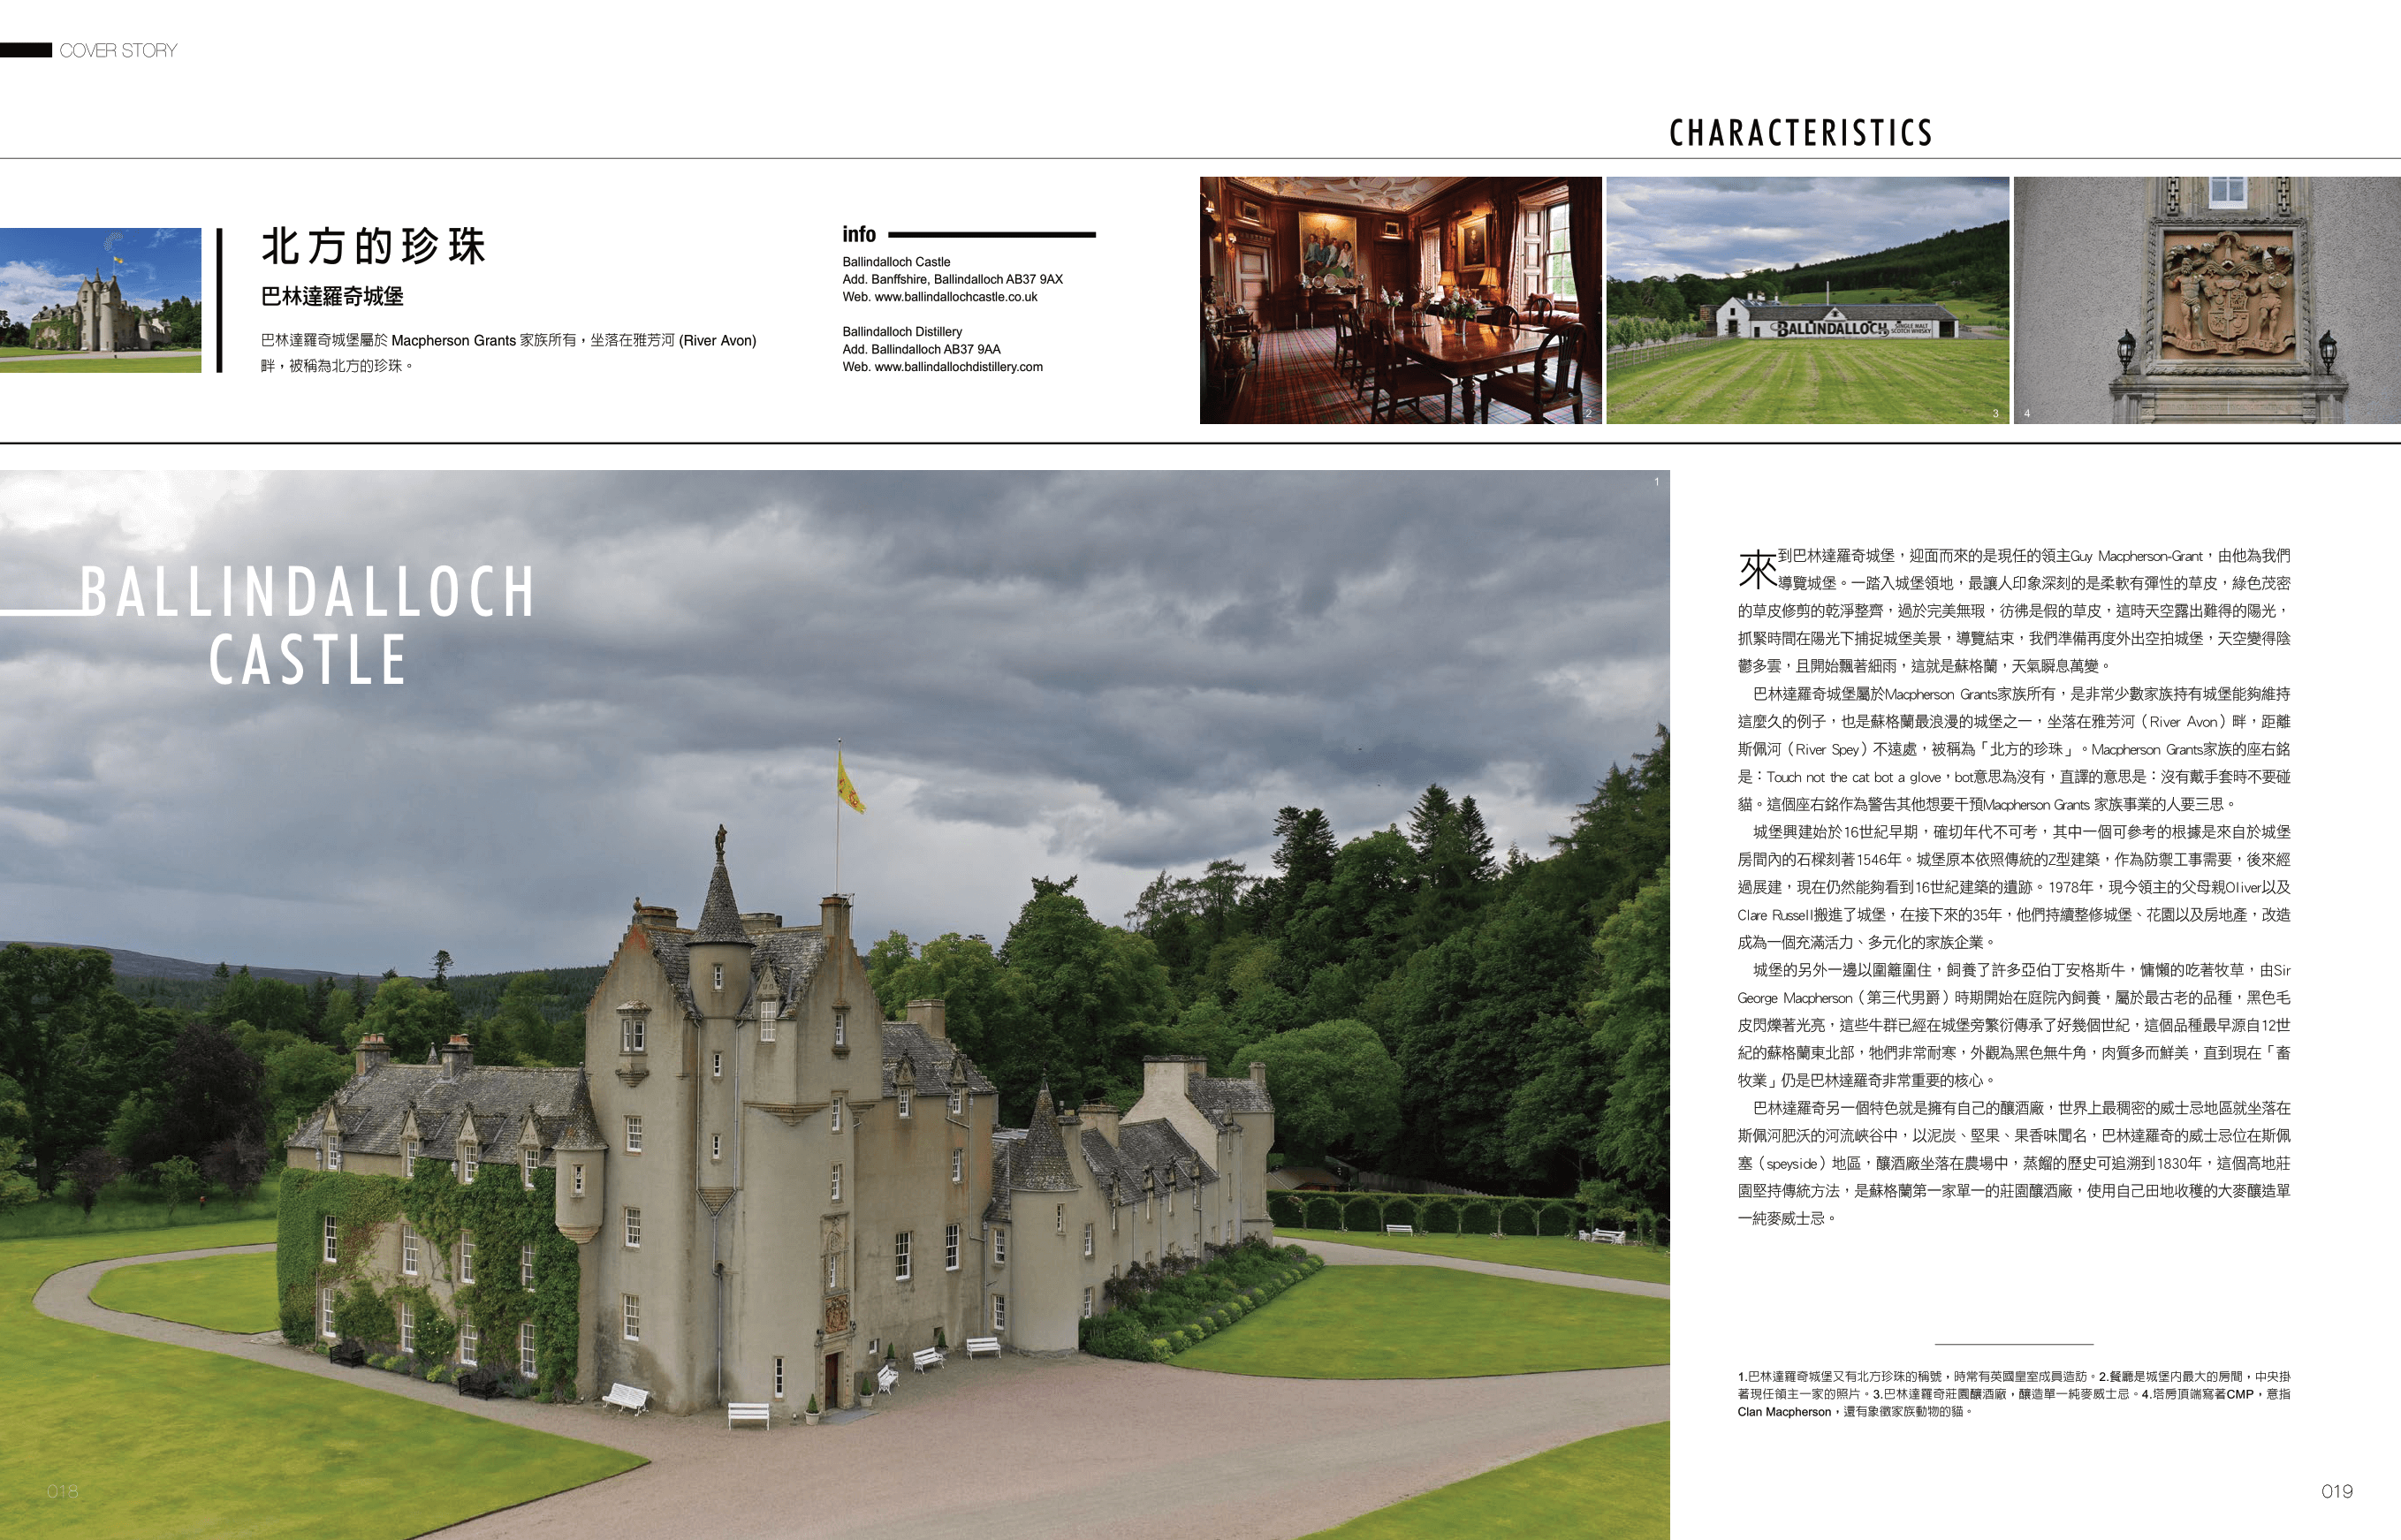 COVER STORY
CHARACTERISTICS
北方的珍珠
巴林達羅奇城堡
巴林達羅奇城堡屬於 Macpherson Grants 家族所有，坐落在雅芳河 (River Avon)
畔，被稱為北方的珍珠。
info
Ballindalloch Castle
Add. Banffshire, Ballindalloch AB37 9AX
Web. www.ballindallochcastle.co.uk
Ballindalloch Distillery
Add. Ballindalloch AB37 9AA
Web. www.ballindallochdistillery.com
2
BALLINDALLOCH SINGLE MALT
SCOTCH WHISKY
3
4
1
BALLINDALLOCH
CASTLE
來到巴林達羅奇城堡，迎面而來的是現任的領主Guy Macpherson-Grant，由他為我們
導覽城堡。一踏入城堡領地，最讓人印象深刻的是柔軟有彈性的草皮，綠色茂密
的草皮修剪的乾淨整齊，過於完美無瑕，彷彿是假的草皮，這時天空露出難得的陽光，
抓緊時間在陽光下捕捉城堡美景，導覽結束，我們準備再度外出空拍城堡，天空變得陰
鬱多雲，且開始飄著細雨，這就是蘇格蘭，天氣瞬息萬變。
巴林達羅奇城堡屬於Macpherson Grants家族所有，是非常少數家族持有城堡能夠維持
這麼久的例子，也是蘇格蘭最浪漫的城堡之一，坐落在雅芳河（River Avon）畔，距離
斯佩河（River Spey）不遠處，被稱為「北方的珍珠」。Macpherson Grants家族的座右銘
是：Touch not the cat bot a glove，bot意思為沒有，直譯的意思是：沒有戴手套時不要碰
貓。這個座右銘作為警告其他想要干預Macpherson Grants 家族事業的人要三思。
城堡興建始於16世紀早期，確切年代不可考，其中一個可參考的根據是來自於城堡
房間內的石樑刻著1546年。城堡原本依照傳統的Z型建築，作為防禦工事需要，後來經
過展建，現在仍然能夠看到16世紀建築的遺跡。1978年，現今領主的父母親Oliver以及
Clare Russell搬進了城堡，在接下來的35年，他們持續整修城堡、花園以及房地產，改造
成為一個充滿活力、多元化的家族企業。
城堡的另外一邊以圍籬圍住，飼養了許多亞伯丁安格斯牛，慵懶的吃著牧草，由Sir
George Macpherson（第三代男爵）時期開始在庭院內飼養，屬於最古老的品種，黑色毛
皮閃爍著光亮，這些牛群已經在城堡旁繁衍傳承了好幾個世紀，這個品種最早源自12世
紀的蘇格蘭東北部，牠們非常耐寒，外觀為黑色無牛角，肉質多而鮮美，直到現在「畜
牧業」仍是巴林達羅奇非常重要的核心。
巴林達羅奇另一個特色就是擁有自己的釀酒廠，世界上最稠密的威士忌地區就坐落在
斯佩河肥沃的河流峽谷中，以泥炭、堅果、果香味聞名，巴林達羅奇的威士忌位在斯佩
塞（speyside）地區，釀酒廠坐落在農場中，蒸餾的歷史可追溯到1830年，這個高地莊
園堅持傳統方法，是蘇格蘭第一家單一的莊園釀酒廠，使用自己田地收穫的大麥釀造單
一純麥威士忌。
1.巴林達羅奇城堡又有北方珍珠的稱號，時常有英國皇室成員造訪。2.餐廳是城堡內最大的房間，中央掛
著現任領主一家的照片。3.巴林達羅奇莊園釀酒廠，釀造單一純麥威士忌。4.塔房頂端寫著CMP，意指
Clan Macpherson，還有象徵家族動物的貓。
018
019